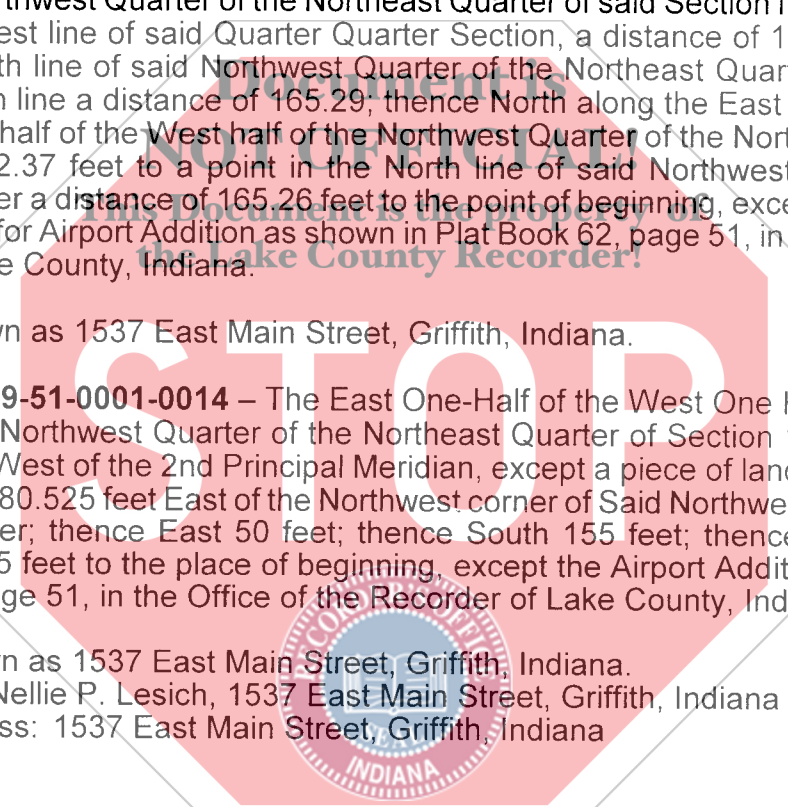 thwest Quarter of the Northeast Quarter of said Section
est line of said Quarter Quarter Section, a distance of 1
th line of said Northwest Quarter of the Northeast Quar
n line a distance of 165.29; thence North along the East
half of the West half of the Northwest Quarter of the Nor
2.37 feet to a point in the North line of said Northwest
er a distance of 165.26 feet to the point of beginning, exce
for Airport Addition as shown in Plat Book 62, page 51, in
e County, Indiana.
Document is
NOT OFFICIAL!
This Document is the property of
the Lake County Recorder!
wn as 1537 East Main Street, Griffith, Indiana.
STOP
9-51-0001-0014 – The East One-Half of the West One
Northwest Quarter of the Northeast Quarter of Section
West of the 2nd Principal Meridian, except a piece of land
80.525 feet East of the Northwest corner of Said Northwe
er; thence East 50 feet; thence South 155 feet; thence
5 feet to the place of beginning, except the Airport Addit
ge 51, in the Office of the Recorder of Lake County, Ind
wn as 1537 East Main Street, Griffith, Indiana.
Nellie P. Lesich, 1537 East Main Street, Griffith, Indiana
ss: 1537 East Main Street, Griffith, Indiana
RECORDER'S OFFICE
SEAL
INDIANA